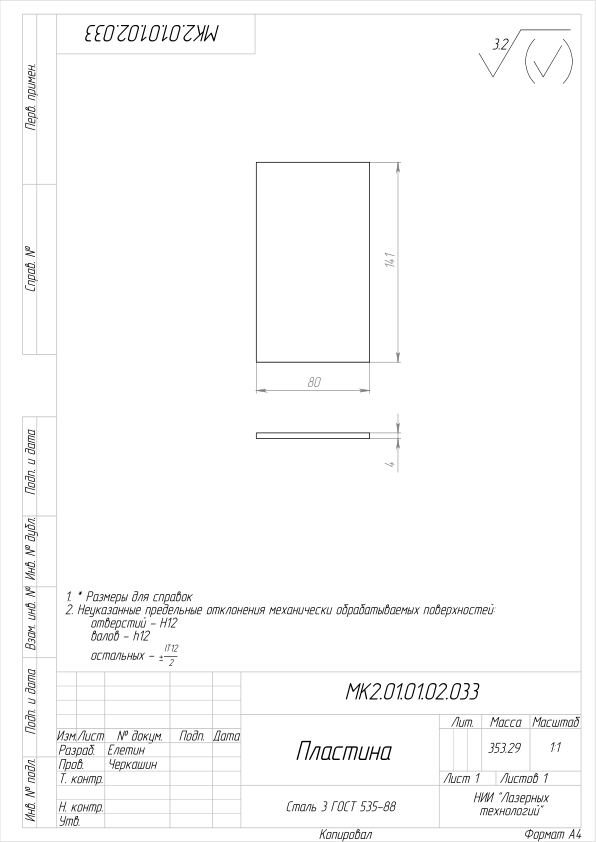 МК2.01.01.02.033
3.2
Перв. примен.
Справ. №
141
80
4
Подп. и дата
Инв. № дубл.
Взам. инв. №
Подп. и дата
Инв. № подл.
1. * Размеры для справок
2. Неуказанные предельные отклонения механически обрабатываемых поверхностей:
отверстий - Н12
валов - h12
остальных - ± IT12/2
МК2.01.01.02.033
Изм. Лист № докум. Подп. Дата
Разраб. Елетин
Пров. Черкашин
Т. контр.
Н. контр.
Утв.
Пластина
Лит. Масса Масштаб
353.29 1:1
Лист 1 Листов 1
Сталь 3 ГОСТ 535-88
НИИ "Лазерных
технологий"
Копировал Формат А4